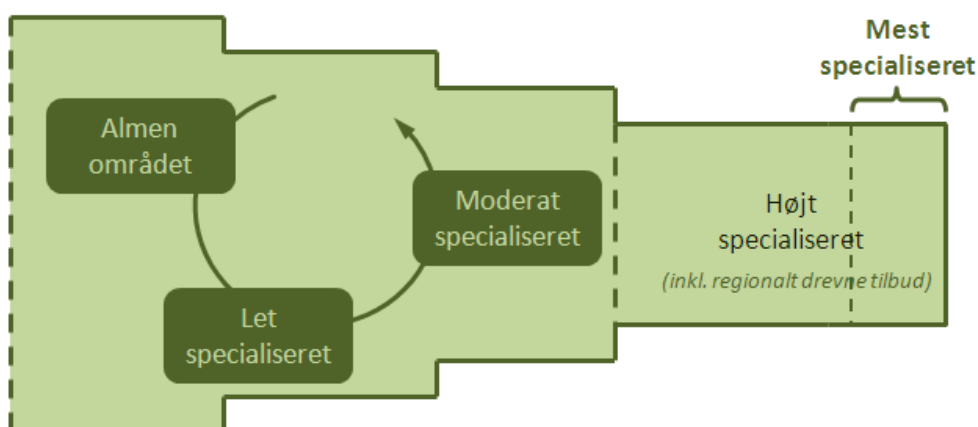 Mest
specialiseret
Almen
området
Moderat
specialiseret
Højt
specialiseret
(inkl. regionalt drevne tilbud)
Let
specialiseret